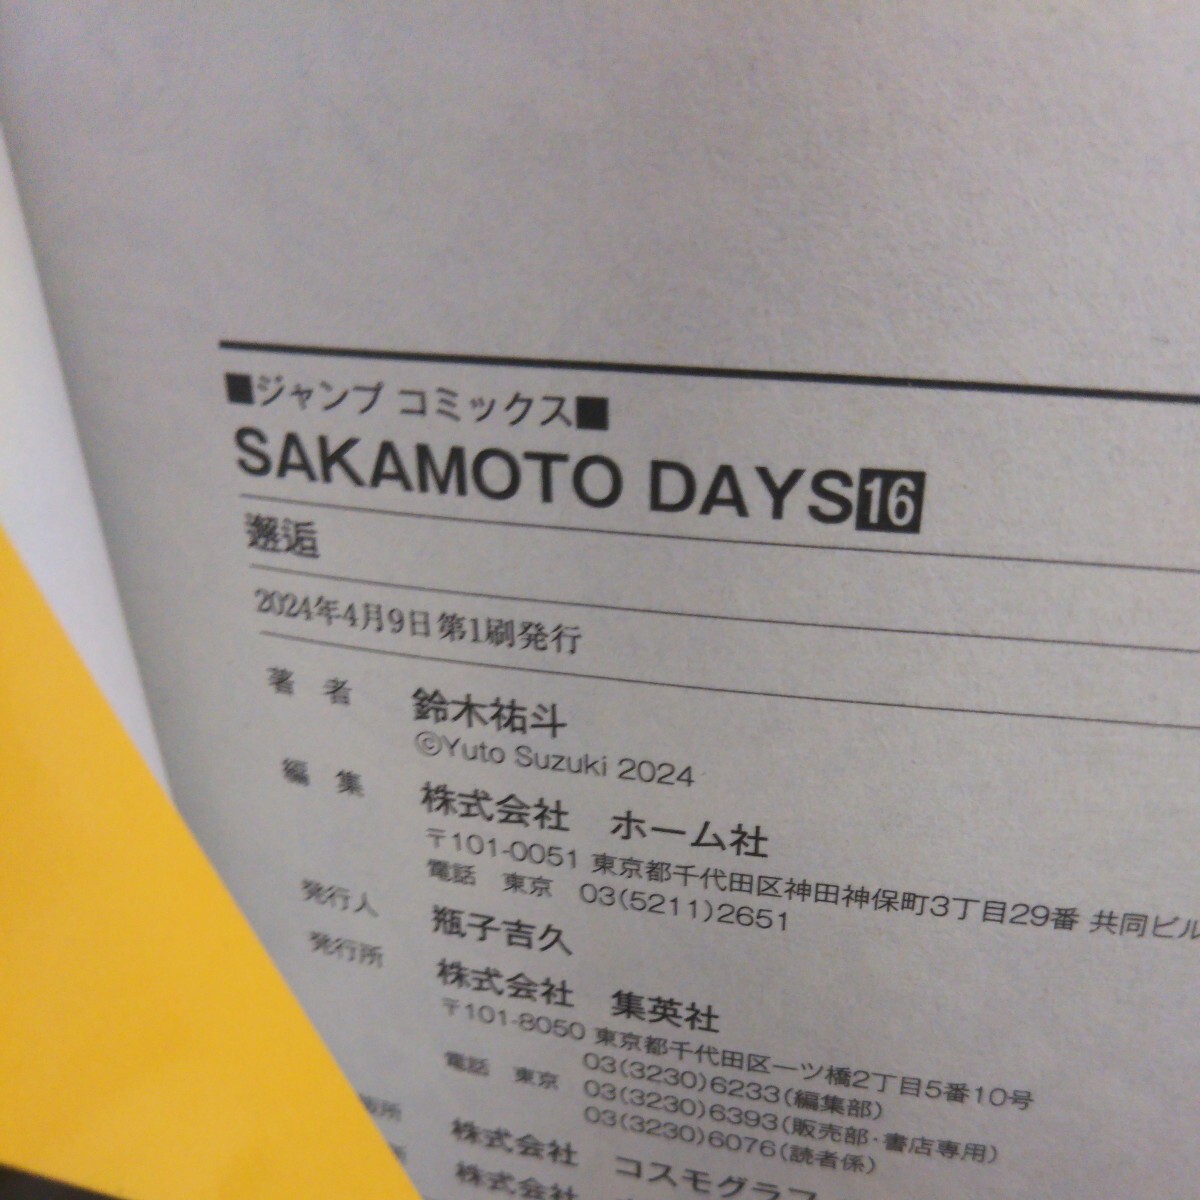 ■ジャンプ コミックス■
SAKAMOTO DAYS16
邂逅
2024年4月9日第1刷発行
著者 鈴木祐斗
©Yuto Suzuki 2024
編集 株式会社 ホーム社
〒101-0051 東京都千代田区神田神保町3丁目29番 共同ビル
電話 東京 03(5211)2651
発行人 瓶子吉久
発行所 株式会社 集英社
〒101-8050 東京都千代田区一ツ橋2丁目5番10号
03(3230)6233(編集部)
電話 東京 03(3230)6393(販売部・書店専用)
03(3230)6076(読者係)
所 株式会社 コスモグラフ
所 株式会社